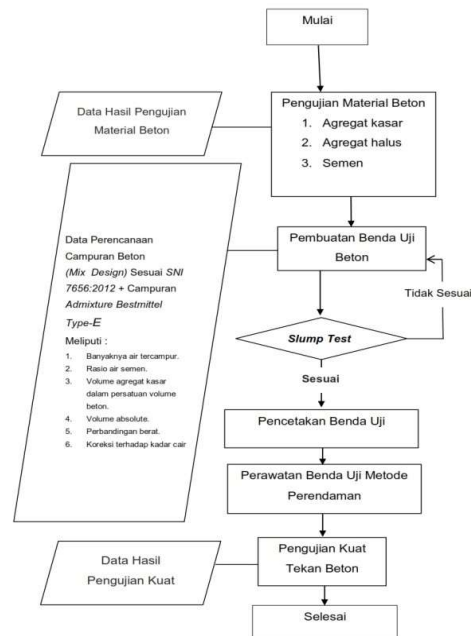 Mulai
Data Hasil Pengujian
Material Beton
Pengujian Material Beton
1. Agregat kasar
2. Agregat halus
3. Semen
Data Perencanaan
Campuran Beton
(Mix Design) Sesuai SNI
7656:2012 + Campuran
Admixture Bestmittel
Type-E
Meliputi :
1. Banyaknya air tercampur.
2. Rasio air semen.
3. Volume agregat kasar
dalam persatuan volume
beton.
4. Volume absolute.
5. Perbandingan berat.
6. Koreksi terhadap kadar cair
Pembuatan Benda Uji
Beton
Tidak Sesuai
Slump Test
Sesuai
Pencetakan Benda Uji
Perawatan Benda Uji Metode
Perendaman
Data Hasil
Pengujian Kuat
Pengujian Kuat
Tekan Beton
Selesai